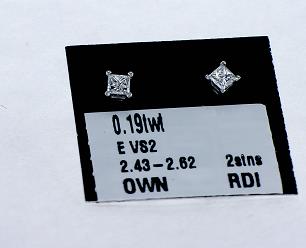 0.19twt
E VS2
2.43-2.62 2stns
OWN RDI